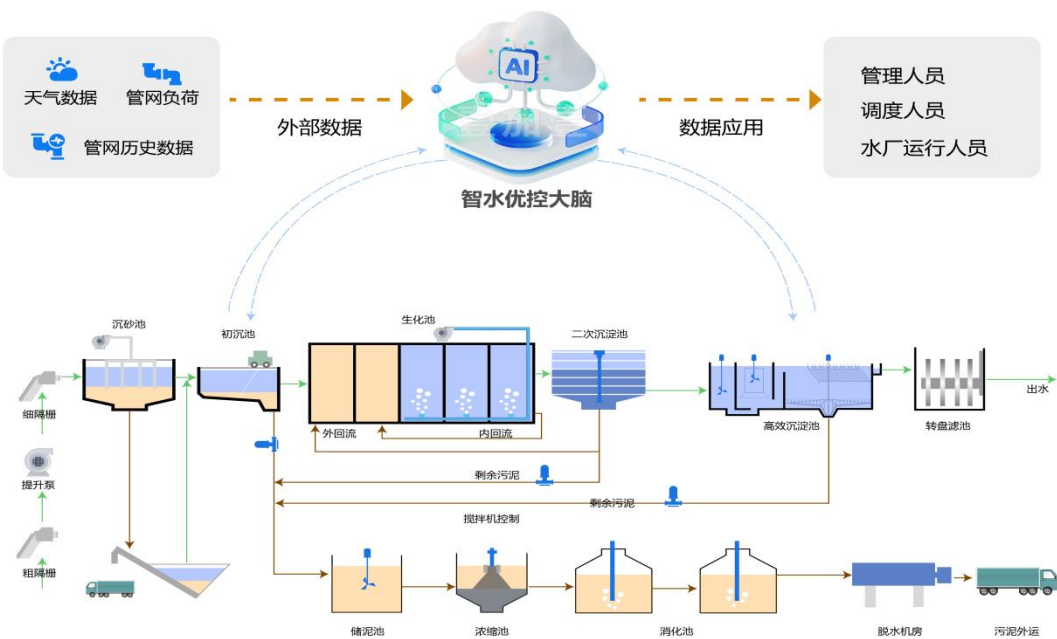 天气数据
管网负荷
管网历史数据
外部数据
AI
智水优控大脑
数据应用
管理人员
调度人员
水厂运行人员
沉砂池
初沉池
生化池
二次沉淀池
细隔栅
外回流
内回流
高效沉淀池
转盘滤池
出水
提升泵
剩余污泥
剩余污泥
搅拌机控制
粗隔栅
储泥池
浓缩池
消化池
脱水机房
污泥外运